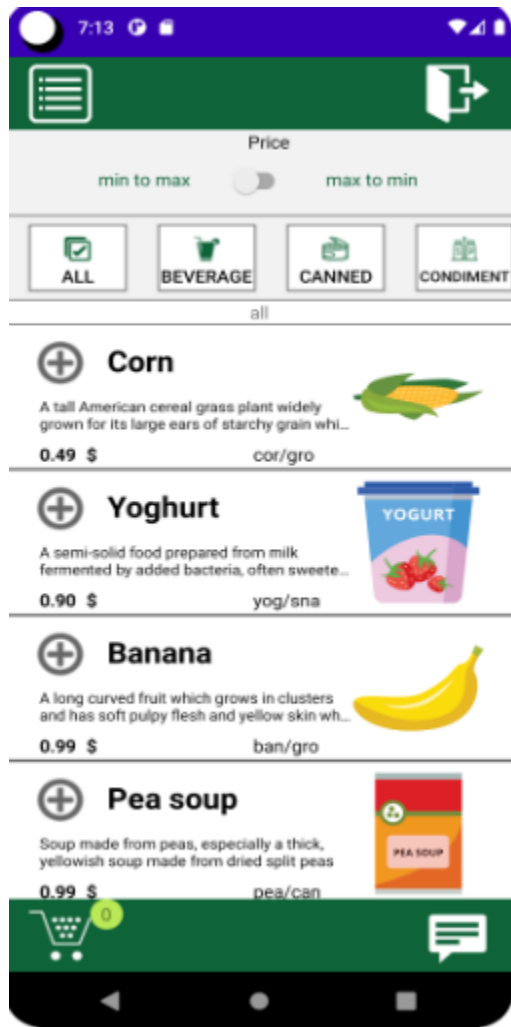 7:13
Price
min to max max to min
ALL BEVERAGE CANNED CONDIMENT
all
Corn
A tall American cereal grass plant widely
grown for its large ears of starchy grain whi...
0.49 $ cor/gro
Yoghurt
YOGURT
A semi-solid food prepared from milk
fermented by added bacteria, often sweete...
0.90 $ yog/sna
Banana
A long curved fruit which grows in clusters
and has soft pulpy flesh and yellow skin wh...
0.99 $ ban/gro
Pea soup
Soup made from peas, especially a thick,
yellowish soup made from dried split peas
PEA SOUP
0.99 $ pea/can
0